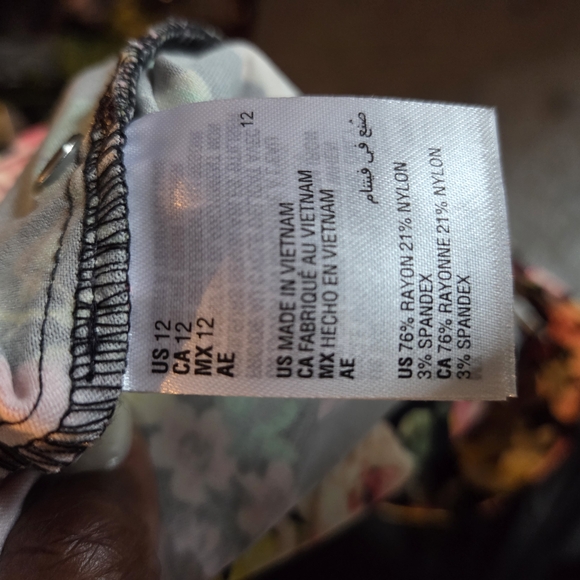 US 12
CA 12
MX 12
AE 12
US MADE IN VIETNAM
CA FABRIQUÉ AU VIETNAM
MX HECHO EN VIETNAM
AE صنع في فيتنام
US 76% RAYON 21% NYLON
3% SPANDEX
CA 76% RAYONNE 21% NYLON
3% SPANDEX